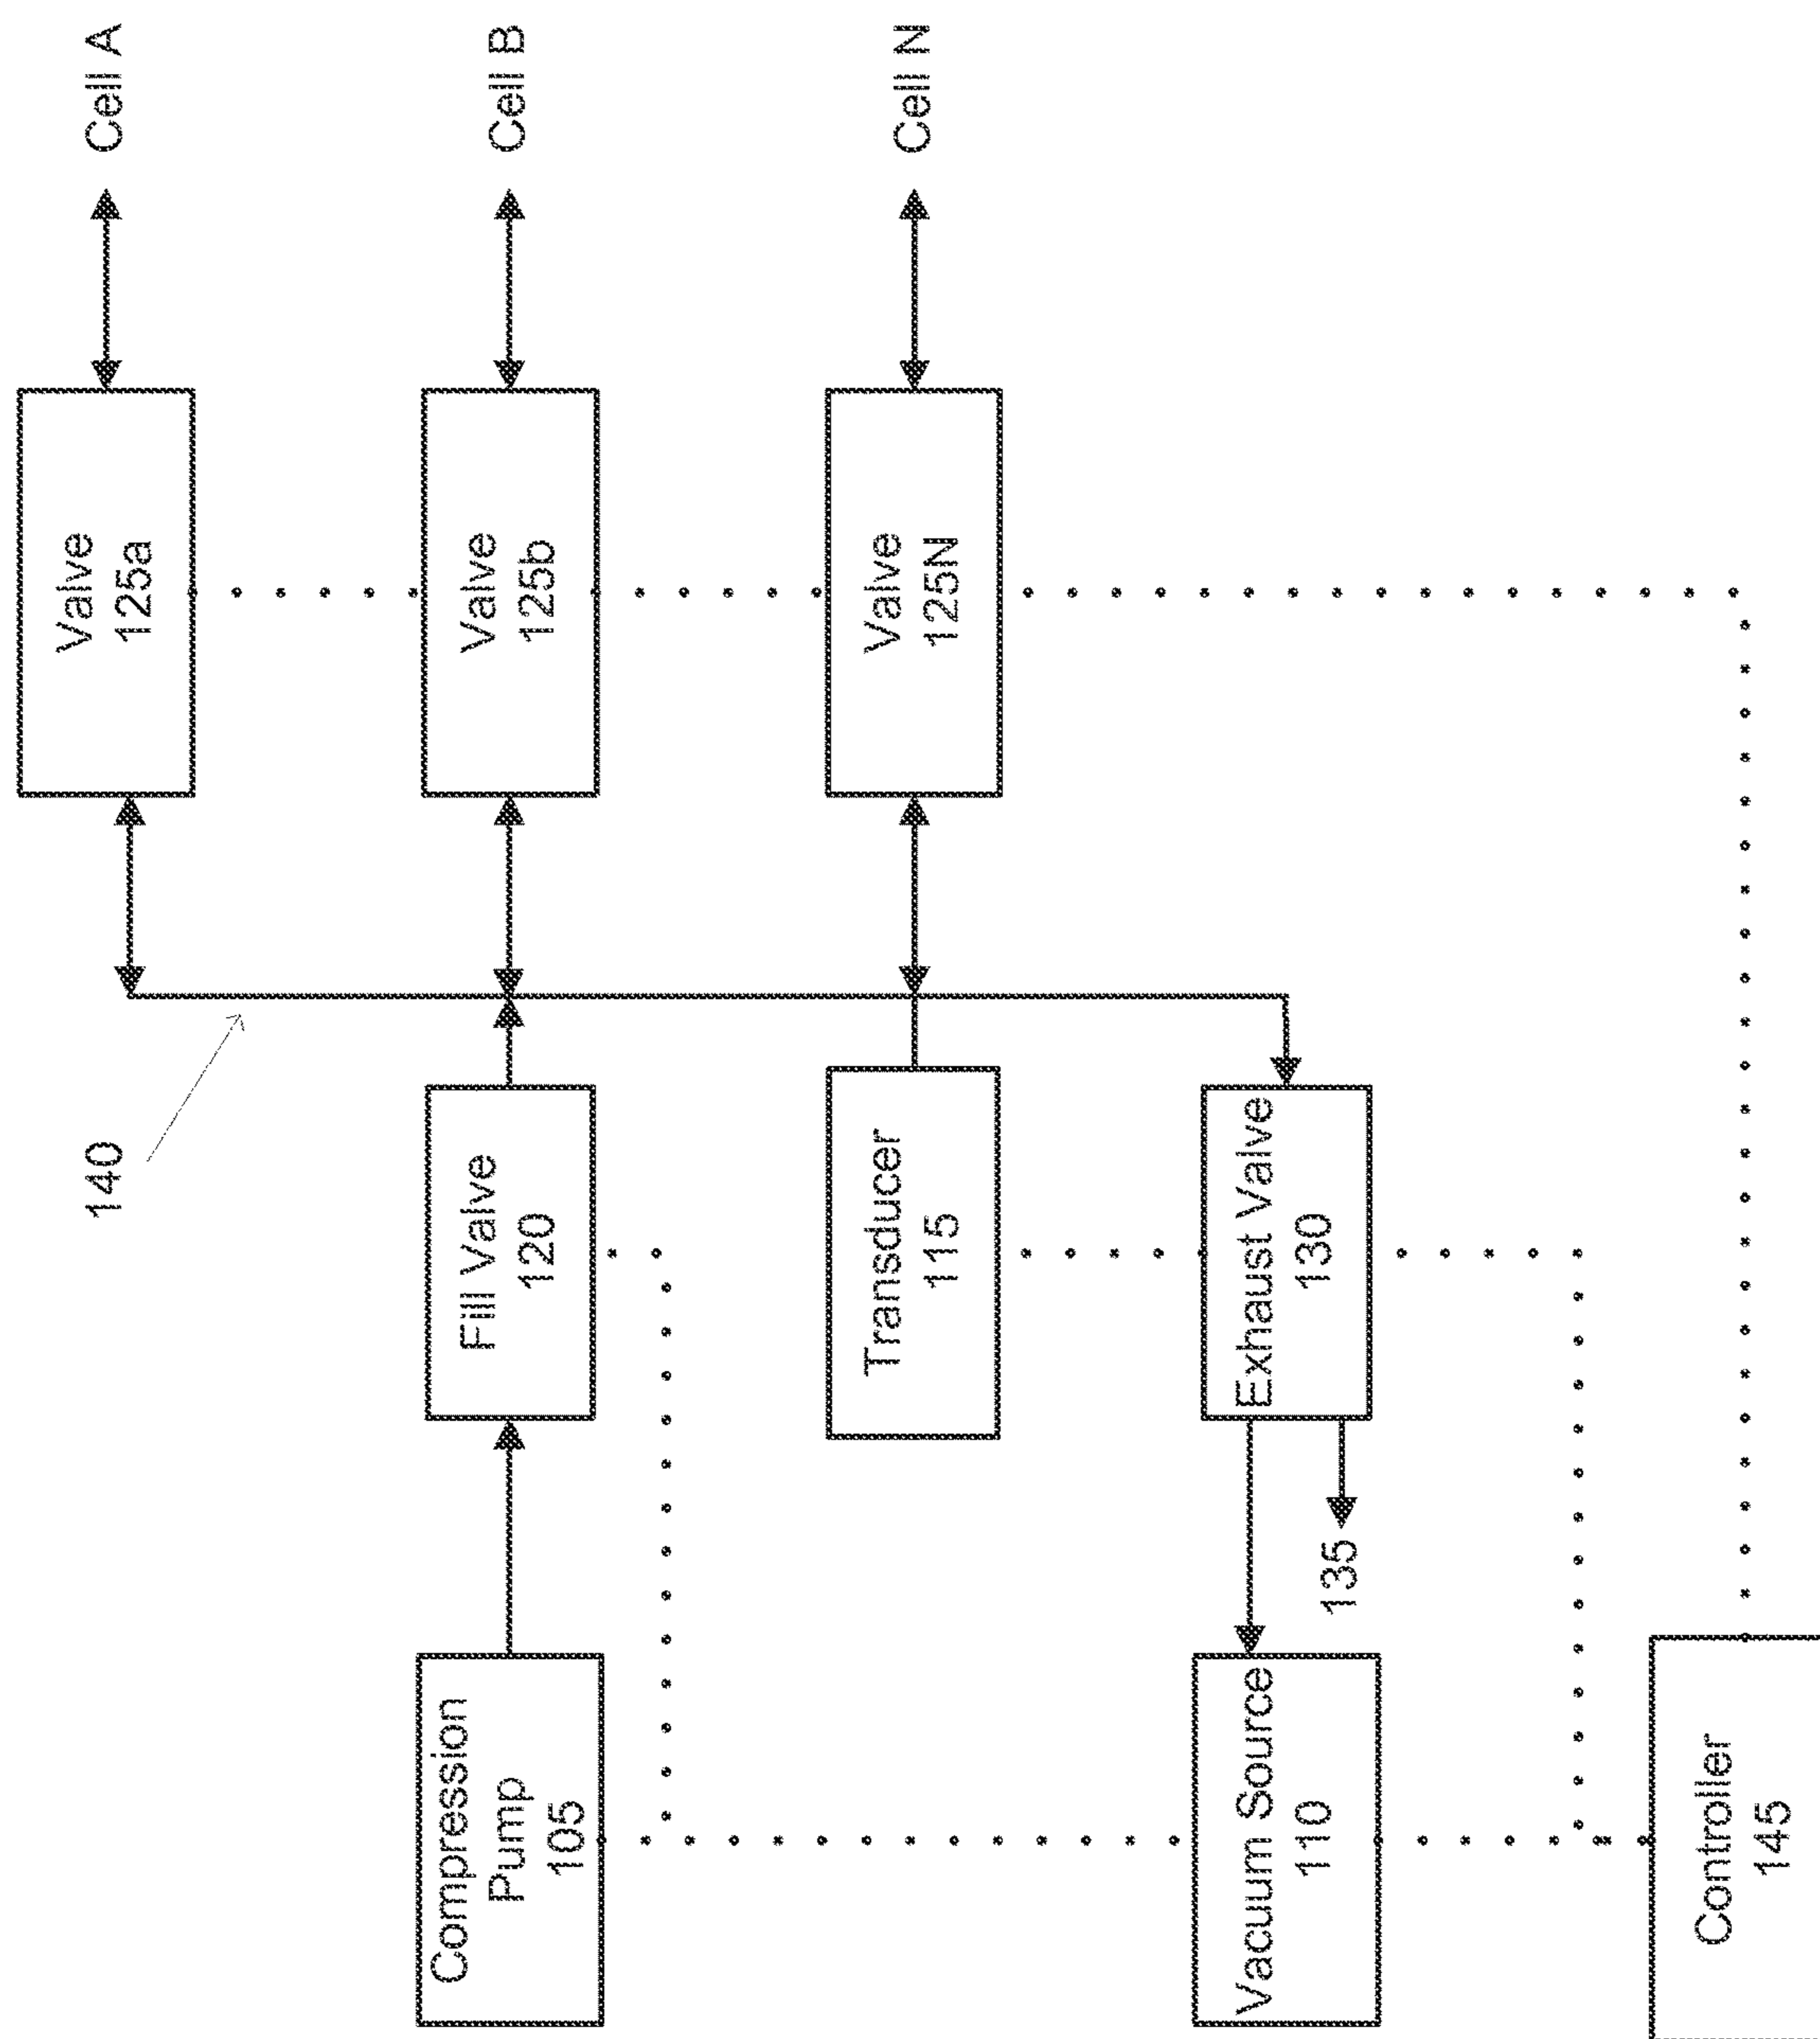 Cell A
Cell B
Cell N
Valve
125a
Valve
125b
Valve
125N
140
Fill Valve
120
Transducer
115
Exhaust Valve
130
135
Compression
Pump
105
Vacuum Source
110
Controller
145